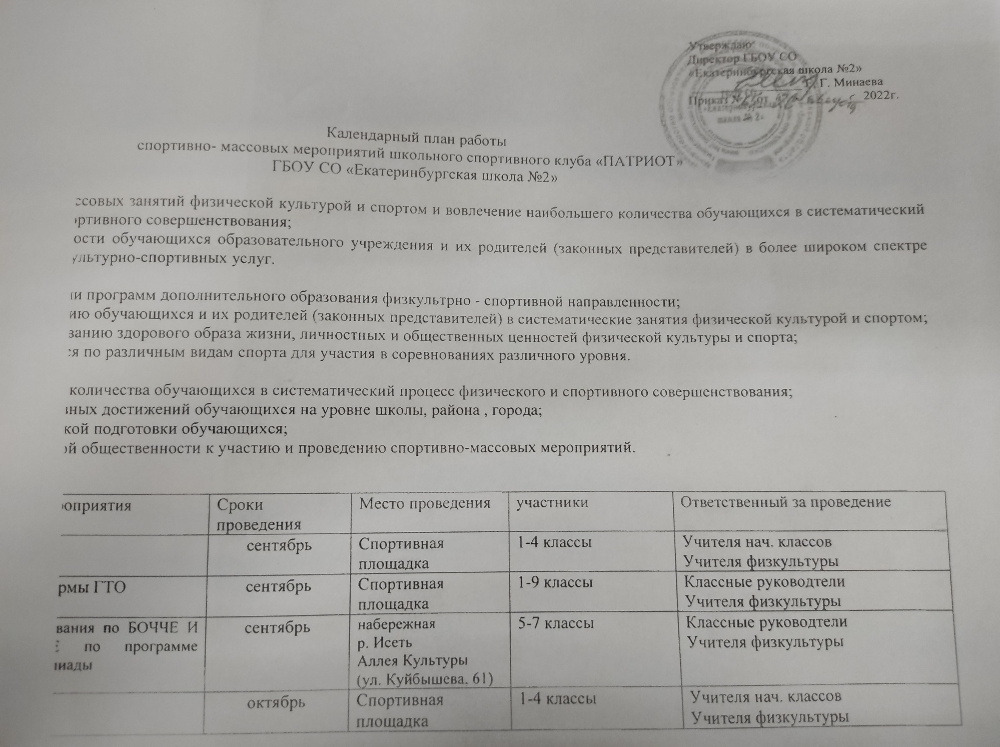 Утверждаю:
Директор ГБОУ СО
«Екатеринбургская школа №2»
Г. Минаева
Приказ № от августа 2022г.
Календарный план работы
спортивно- массовых мероприятий школьного спортивного клуба «ПАТРИОТ»
ГБОУ СО «Екатеринбургская школа №2»
ссовых занятий физической культурой и спортом и вовлечение наибольшего количества обучающихся в систематический
ортивного совершенствования;
ости обучающихся образовательного учреждения и их родителей (законных представителей) в более широком спектре
ультурно-спортивных услуг.
и программ дополнительного образования физкультрно - спортивной направленности;
ию обучающихся и их родителей (законных представителей) в систематические занятия физической культурой и спортом;
занию здорового образа жизни, личностных и общественных ценностей физической культуры и спорта;
ся по различным видам спорта для участия в соревнованиях различного уровня.
количества обучающихся в систематический процесс физического и спортивного совершенствования;
вных достижений обучающихся на уровне школы, района , города;
кой подготовки обучающихся;
ой общественности к участию и проведению спортивно-массовых мероприятий.
роприятия
Сроки
проведения
Место проведения
участники
Ответственный за проведение
сентябрь
Спортивная
площадка
1-4 классы
Учителя нач. классов
Учителя физкультуры
рмы ГТО
сентябрь
Спортивная
площадка
1-9 классы
Классные руководтели
Учителя физкультуры
вания по БОЧЧЕ И
по программе
иады
сентябрь
набережная
р. Исеть
Аллея Культуры
(ул. Куйбышева, 61)
5-7 классы
Классные руководтели
Учителя физкультуры
октябрь
Спортивная
площадка
1-4 классы
Учителя нач. классов
Учителя физкультуры